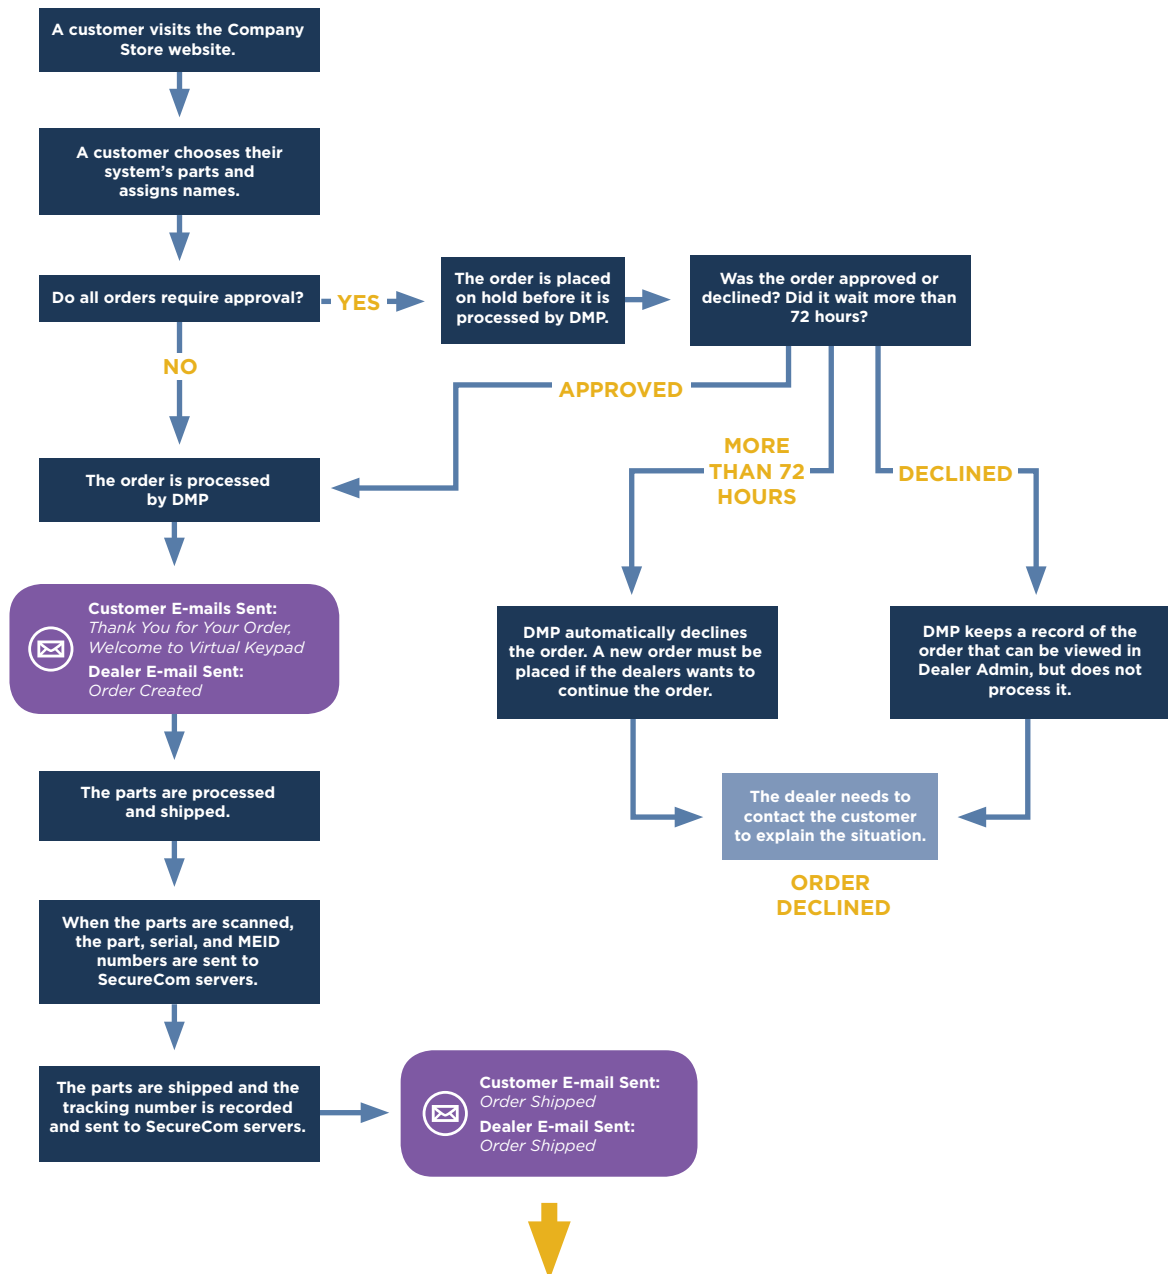 A customer visits the Company
Store website.
A customer chooses their
system's parts and
assigns names.
Do all orders require approval?
YES
The order is placed
on hold before it is
processed by DMP.
Was the order approved or
declined? Did it wait more than
72 hours?
NO
APPROVED
MORE
THAN 72
HOURS
DECLINED
The order is processed
by DMP
Customer E-mails Sent:
Thank You for Your Order,
Welcome to Virtual Keypad
Dealer E-mail Sent:
Order Created
DMP automatically declines
the order. A new order must be
placed if the dealers wants to
continue the order.
DMP keeps a record of the
order that can be viewed in
Dealer Admin, but does not
process it.
The parts are processed
and shipped.
The dealer needs to
contact the customer
to explain the situation.
ORDER
DECLINED
When the parts are scanned,
the part, serial, and MEID
numbers are sent to
SecureCom servers.
The parts are shipped and the
tracking number is recorded
and sent to SecureCom servers.
Customer E-mail Sent:
Order Shipped
Dealer E-mail Sent:
Order Shipped